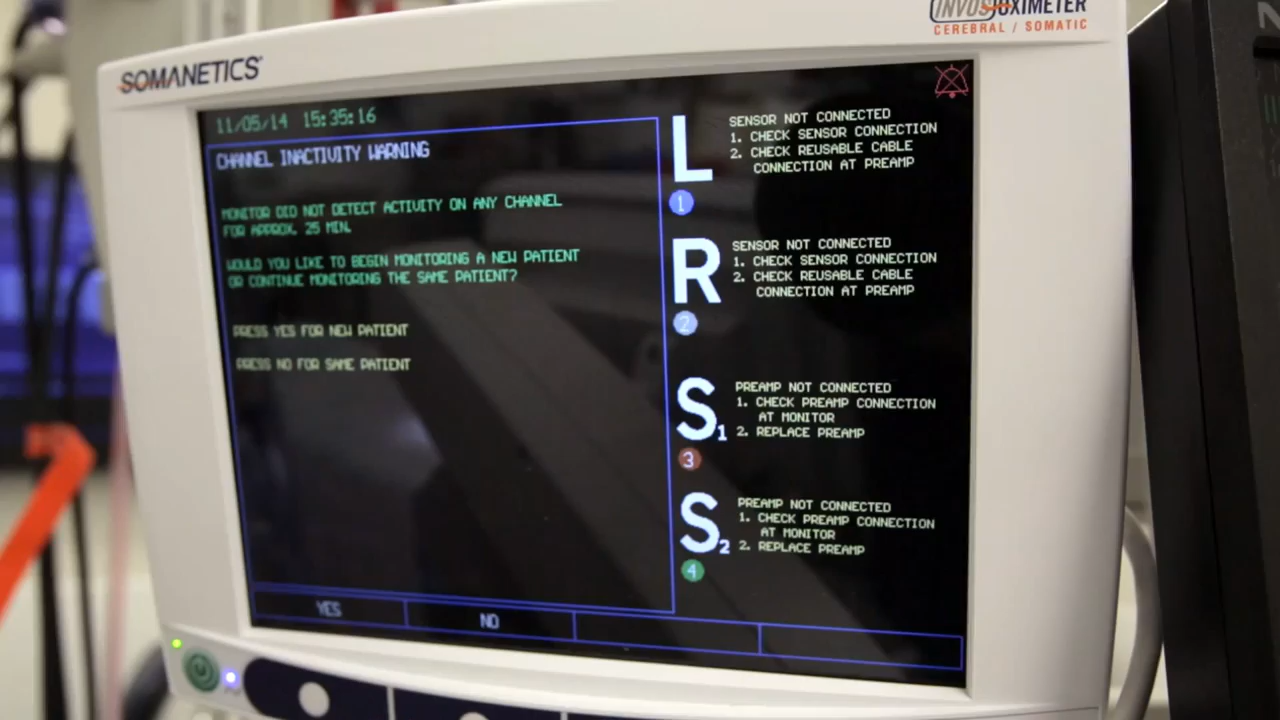 SOMANETICS
INVOS OXIMETER
CEREBRAL / SOMATIC
11/05/14 15:35:16
CHANNEL INACTIVITY WARNING
MONITOR DID NOT DETECT ACTIVITY ON ANY CHANNEL
FOR APPROX. 25 MIN.
WOULD YOU LIKE TO BEGIN MONITORING A NEW PATIENT
OR CONTINUE MONITORING THE SAME PATIENT?
PRESS YES FOR NEW PATIENT
PRESS NO FOR SAME PATIENT
L
1
SENSOR NOT CONNECTED
1. CHECK SENSOR CONNECTION
2. CHECK REUSABLE CABLE
CONNECTION AT PREAMP
R
2
SENSOR NOT CONNECTED
1. CHECK SENSOR CONNECTION
2. CHECK REUSABLE CABLE
CONNECTION AT PREAMP
S1
3
PREAMP NOT CONNECTED
1. CHECK PREAMP CONNECTION
AT MONITOR
2. REPLACE PREAMP
S2
4
PREAMP NOT CONNECTED
1. CHECK PREAMP CONNECTION
AT MONITOR
2. REPLACE PREAMP
YES
NO